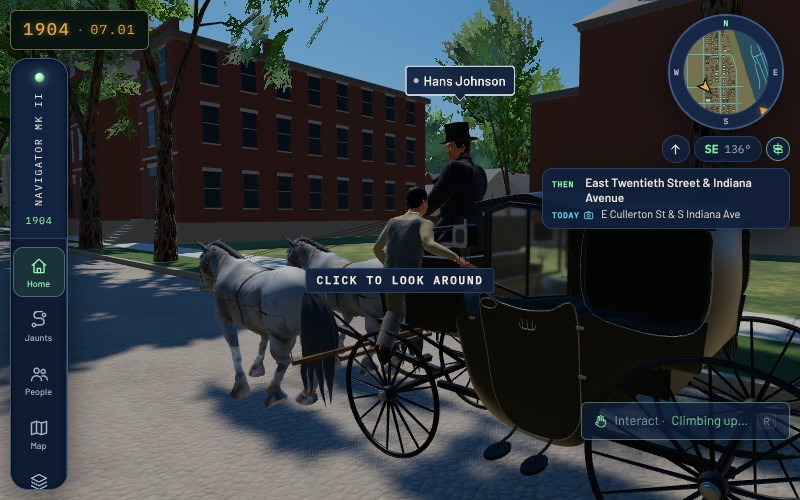 1904 · 07.01
NAVIGATOR MK II
1904
Home
Jaunts
People
Map
Hans Johnson
CLICK TO LOOK AROUND
N
W
E
S
SE 136°
THEN East Twentieth Street & Indiana
Avenue
TODAY E Cullerton St & S Indiana Ave
Interact · Climbing up... R